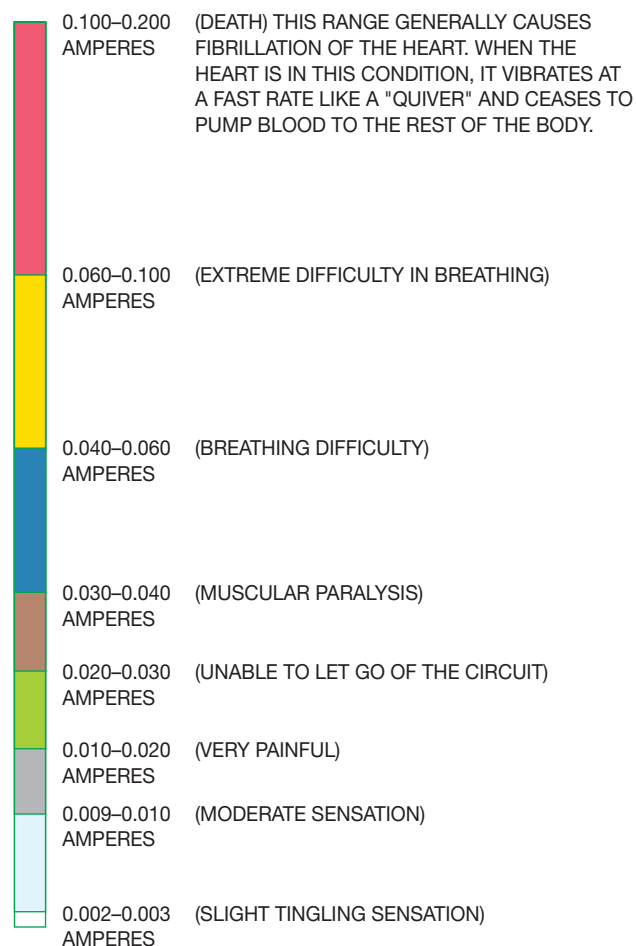 0.100–0.200 (DEATH) THIS RANGE GENERALLY CAUSES
AMPERES FIBRILLATION OF THE HEART. WHEN THE
HEART IS IN THIS CONDITION, IT VIBRATES AT
A FAST RATE LIKE A "QUIVER" AND CEASES TO
PUMP BLOOD TO THE REST OF THE BODY.
0.060–0.100 (EXTREME DIFFICULTY IN BREATHING)
AMPERES
0.040–0.060 (BREATHING DIFFICULTY)
AMPERES
0.030–0.040 (MUSCULAR PARALYSIS)
AMPERES
0.020–0.030 (UNABLE TO LET GO OF THE CIRCUIT)
AMPERES
0.010–0.020 (VERY PAINFUL)
AMPERES
0.009–0.010 (MODERATE SENSATION)
AMPERES
0.002–0.003 (SLIGHT TINGLING SENSATION)
AMPERES